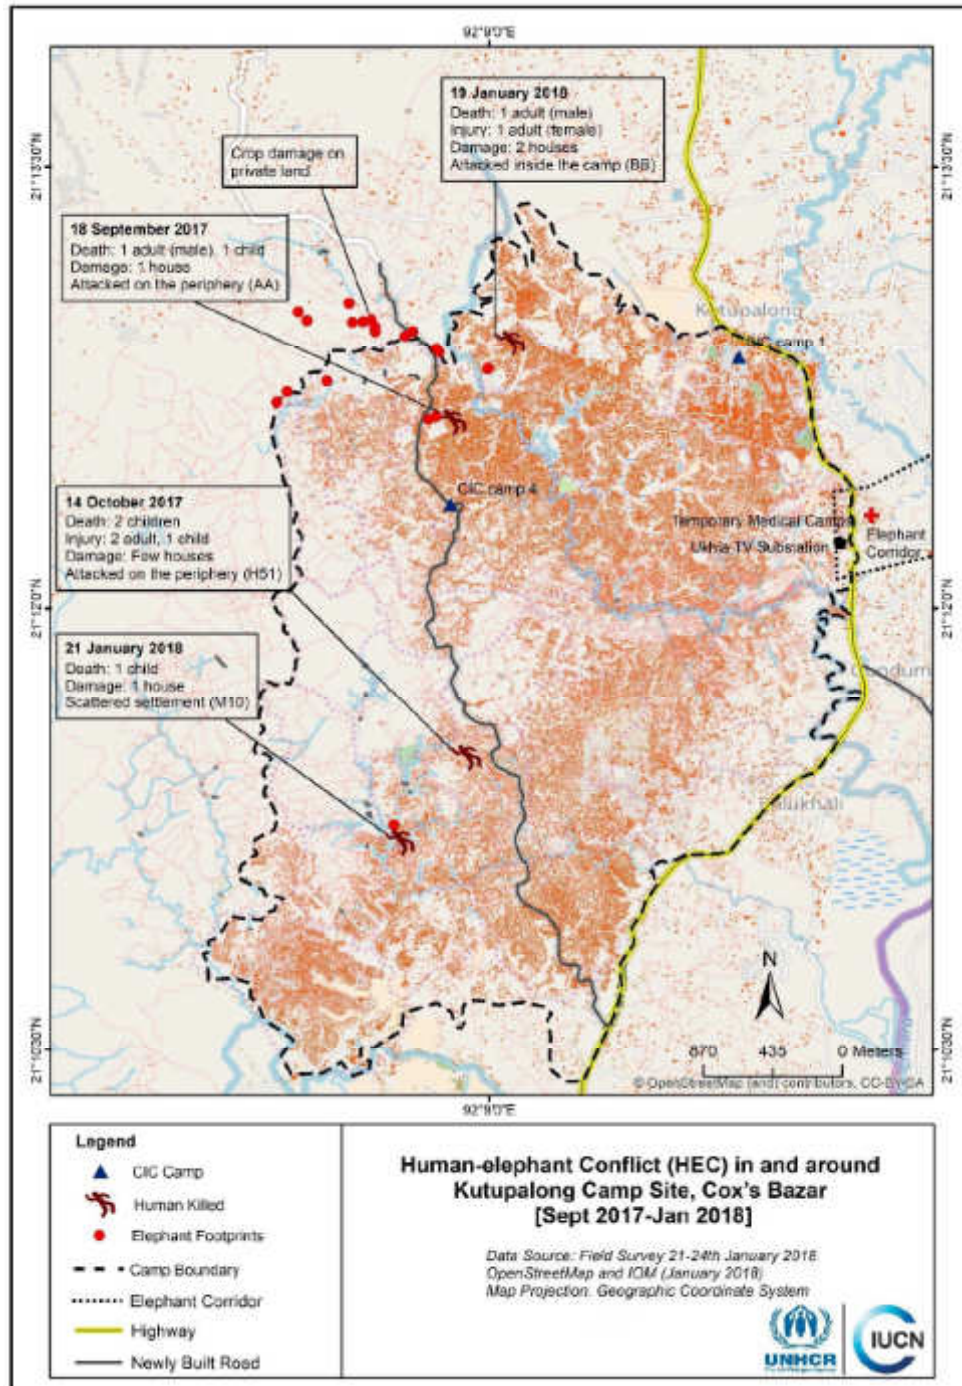 92°9'0"E
19 January 2018
Death: 1 adult (male)
Injury: 1 adult (female)
Damage: 2 houses
Attacked inside the camp (BB)
21°13'30"N
21°13'30"N
Crop damage on
private land
18 September 2017
Death: 1 adult (male), 1 child
Damage: 1 house
Attacked on the periphery (AA)
Kutupalong
CIC camp 1
14 October 2017
Death: 2 children
Injury: 2 adult, 1 child
Damage: Few houses
Attacked on the periphery (H51)
CIC camp 4
Temporary Medical Camp
Ukhia TV Substation
Elephant
Corridor
21°12'0"N
21°12'0"N
21 January 2018
Death: 1 child
Damage: 1 house
Scattered settlement (M10)
N
870 435 0 Meters
21°10'30"N
21°10'30"N
© OpenStreetMap (and) contributors, CC-BY-SA
92°9'0"E
Legend
CIC Camp
Human Killed
Elephant Footprints
Camp Boundary
Elephant Corridor
Highway
Newly Built Road
Human-elephant Conflict (HEC) in and around
Kutupalong Camp Site, Cox's Bazar
[Sept 2017-Jan 2018]
Data Source: Field Survey 21-24th January 2018
OpenStreetMap and IOM (January 2018)
Map Projection: Geographic Coordinate System
UNHCR
IUCN